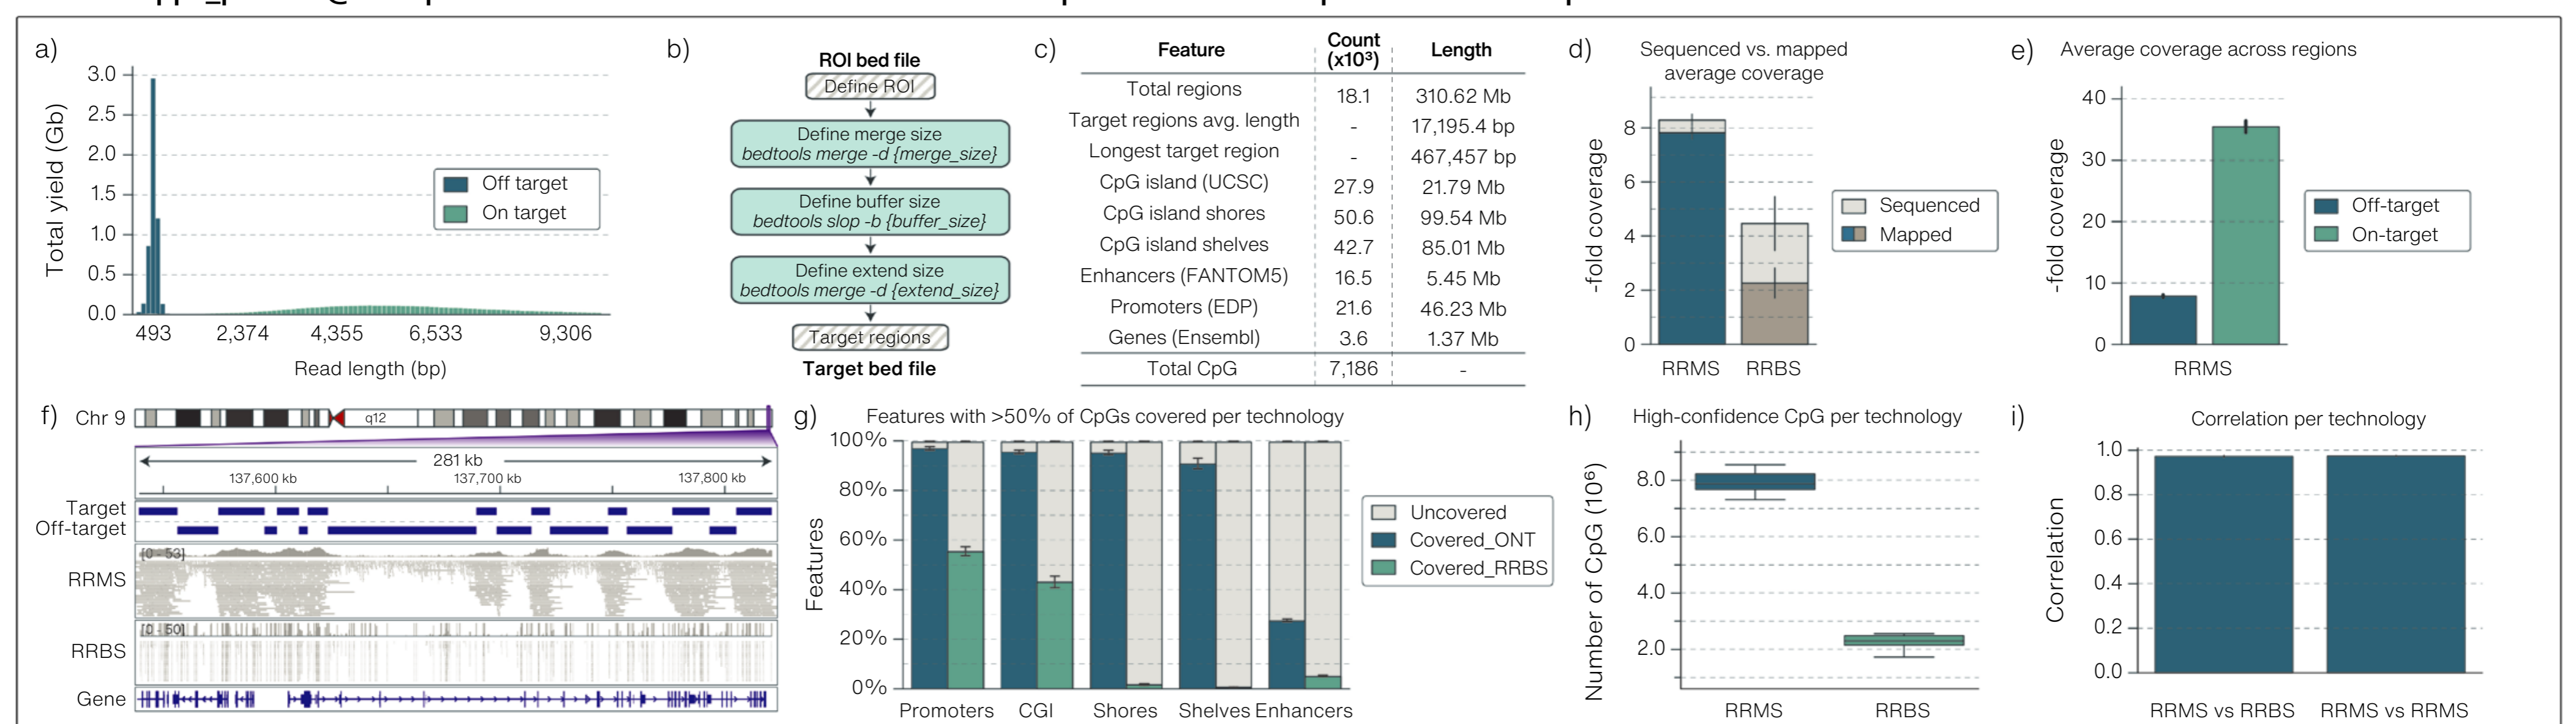 a)
3.0
2.5
2.0
1.5
1.0
0.5
0.0
Total yield (Gb)
Off target
On target
493 2,374 4,355 6,533 9,306
Read length (bp)
b)
ROI bed file
Define ROI
Define merge size
bedtools merge -d {merge_size}
Define buffer size
bedtools slop -b {buffer_size}
Define extend size
bedtools merge -d {extend_size}
Target regions
Target bed file
c)
Feature Count (x10³) Length
Total regions 18.1 310.62 Mb
Target regions avg. length - 17,195.4 bp
Longest target region - 467,457 bp
CpG island (UCSC) 27.9 21.79 Mb
CpG island shores 50.6 99.54 Mb
CpG island shelves 42.7 85.01 Mb
Enhancers (FANTOM5) 16.5 5.45 Mb
Promoters (EDP) 21.6 46.23 Mb
Genes (Ensembl) 3.6 1.37 Mb
Total CpG 7,186 -
d)
Sequenced vs. mapped
average coverage
-fold coverage
8
6
4
2
0
RRMS RRBS
Sequenced
Mapped
e)
Average coverage across regions
-fold coverage
40
30
20
10
0
RRMS
Off-target
On-target
f)
Chr 9
q12
281 kb
137,600 kb 137,700 kb 137,800 kb
Target
Off-target
[0 - 53]
RRMS
[0 - 50]
RRBS
Gene
g)
Features with >50% of CpGs covered per technology
Features
100%
80%
60%
40%
20%
0%
Promoters CGI Shores Shelves Enhancers
Uncovered
Covered_ONT
Covered_RRBS
h)
High-confidence CpG per technology
Number of CpG (10⁶)
8.0
6.0
4.0
2.0
RRMS RRBS
i)
Correlation per technology
Correlation
1.0
0.8
0.6
0.4
0.2
0.0
RRMS vs RRBS RRMS vs RRMS